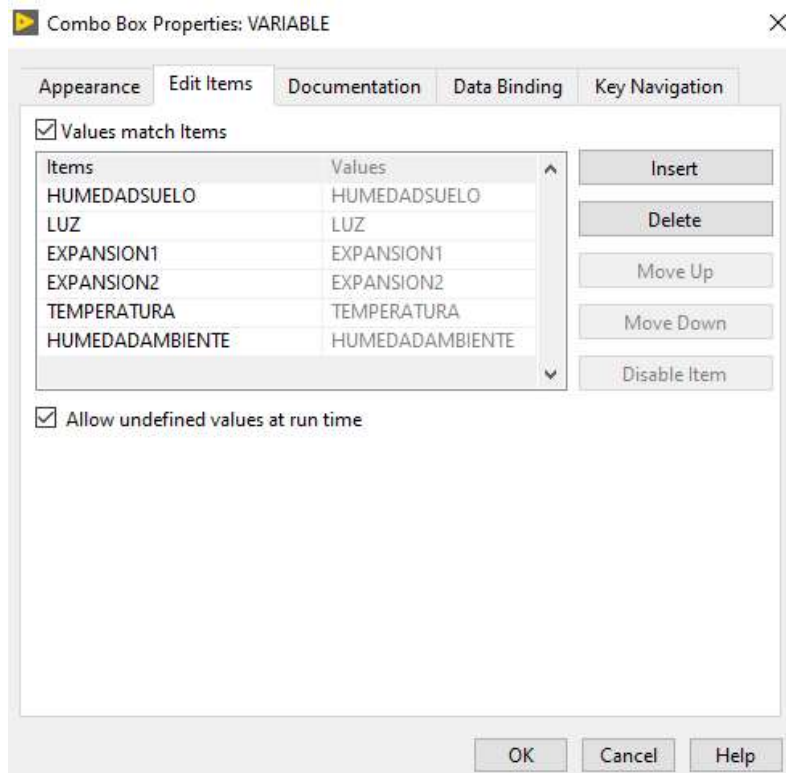 Combo Box Properties: VARIABLE
Appearance Edit Items Documentation Data Binding Key Navigation
Values match Items
Items Values
HUMEDADSUELO HUMEDADSUELO
LUZ LUZ
EXPANSION1 EXPANSION1
EXPANSION2 EXPANSION2
TEMPERATURA TEMPERATURA
HUMEDADAMBIENTE HUMEDADAMBIENTE
Insert
Delete
Move Up
Move Down
Disable Item
Allow undefined values at run time
OK Cancel Help